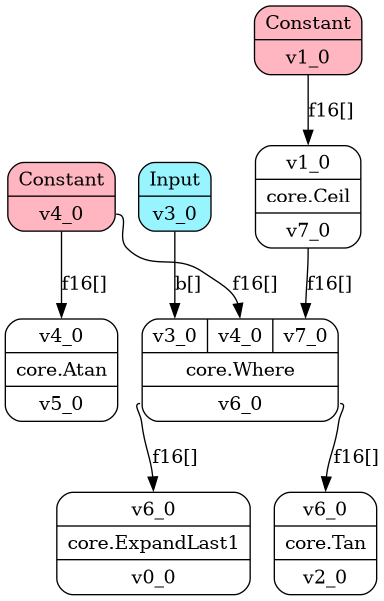 Constant
v1_0
f16[]
Constant
v4_0
Input
v3_0
v1_0
core.Ceil
v7_0
f16[]
b[]
f16[]
f16[]
v4_0
core.Atan
v5_0
v3_0 v4_0 v7_0
core.Where
v6_0
f16[]
f16[]
v6_0
core.ExpandLast1
v0_0
v6_0
core.Tan
v2_0